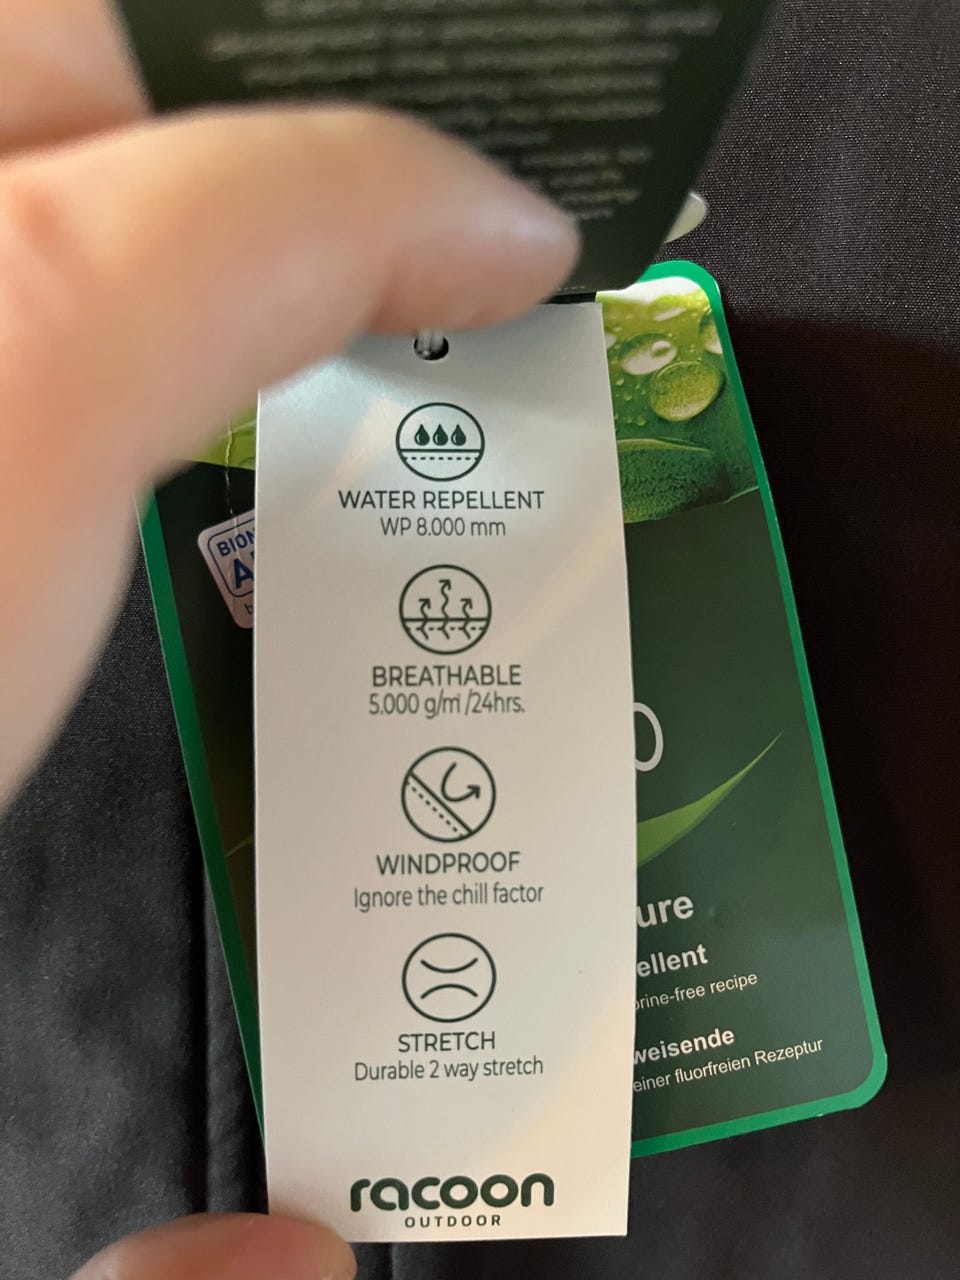 WATER REPELLENT
WP 8.000 mm
BREATHABLE
5.000 g/㎡/24hrs.
WINDPROOF
Ignore the chill factor
STRETCH
Durable 2 way stretch
racoon
OUTDOOR
BION
A
ure
ellent
orine-free recipe
weisende
einer fluorfreien Rezeptur